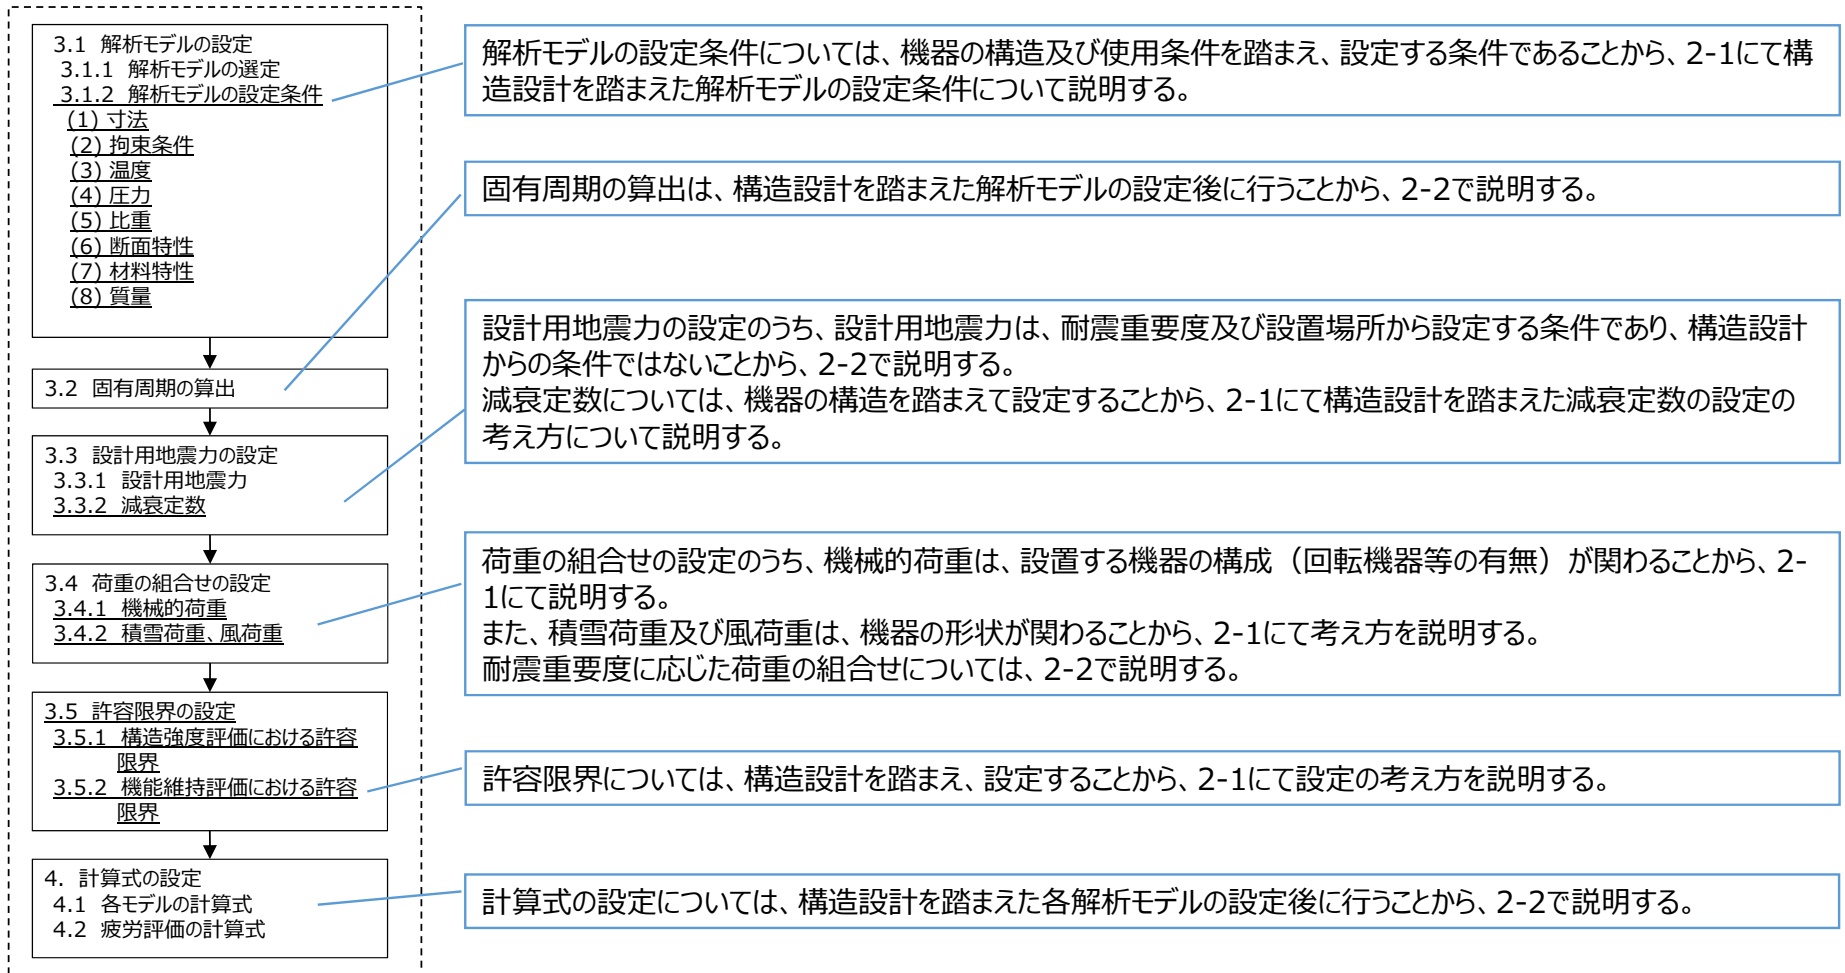 3.1 解析モデルの設定
3.1.1 解析モデルの選定
3.1.2 解析モデルの設定条件
(1) 寸法
(2) 拘束条件
(3) 温度
(4) 圧力
(5) 比重
(6) 断面特性
(7) 材料特性
(8) 質量
3.2 固有周期の算出
3.3 設計用地震力の設定
3.3.1 設計用地震力
3.3.2 減衰定数
3.4 荷重の組合せの設定
3.4.1 機械的荷重
3.4.2 積雪荷重、風荷重
3.5 許容限界の設定
3.5.1 構造強度評価における許容
限界
3.5.2 機能維持評価における許容
限界
4. 計算式の設定
4.1 各モデルの計算式
4.2 疲労評価の計算式
解析モデルの設定条件については、機器の構造及び使用条件を踏まえ、設定する条件であることから、2-1にて構
造設計を踏まえた解析モデルの設定条件について説明する。
固有周期の算出は、構造設計を踏まえた解析モデルの設定後に行うことから、2-2で説明する。
設計用地震力の設定のうち、設計用地震力は、耐震重要度及び設置場所から設定する条件であり、構造設計
からの条件ではないことから、2-2で説明する。
減衰定数については、機器の構造を踏まえて設定することから、2-1にて構造設計を踏まえた減衰定数の設定の
考え方について説明する。
荷重の組合せの設定のうち、機械的荷重は、設置する機器の構成（回転機器等の有無）が関わることから、2-
1にて説明する。
また、積雪荷重及び風荷重は、機器の形状が関わることから、2-1にて考え方を説明する。
耐震重要度に応じた荷重の組合せについては、2-2で説明する。
許容限界については、構造設計を踏まえ、設定することから、2-1にて設定の考え方を説明する。
計算式の設定については、構造設計を踏まえた各解析モデルの設定後に行うことから、2-2で説明する。